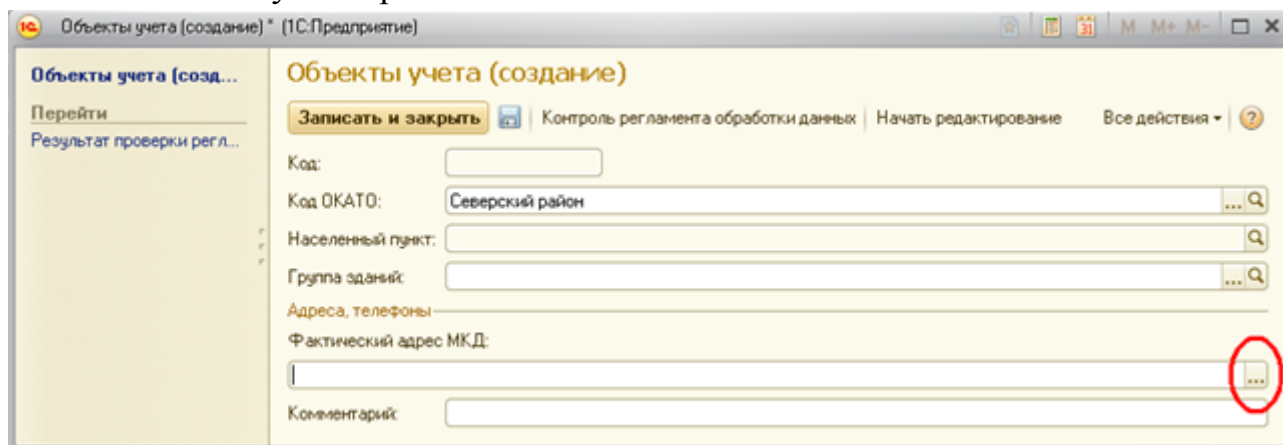 Объекты учета (создание) * (1С:Предприятие)
31 M M+ M-
Объекты учета (созд...
Перейти
Результат проверки регл...
Объекты учета (создание)
Записать и закрыть Контроль регламента обработки данных Начать редактирование Все действия ?
Код:
Код ОКАТО: Северский район ...
Населенный пункт:
Группа зданий: ...
Адреса, телефоны
Фактический адрес МКД:
...
Комментарий: